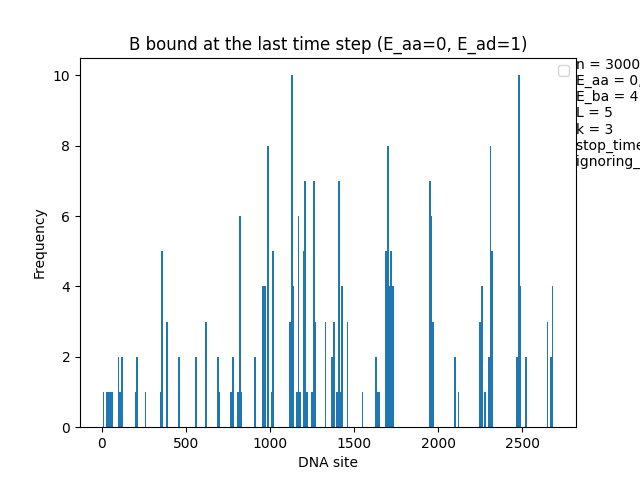 B bound at the last time step (E_aa=0, E_ad=1)
n = 3000
E_aa = 0,
E_ba = 4
L = 5
k = 3
stop_time
ignoring_
10
8
6
4
2
0
Frequency
0 500 1000 1500 2000 2500
DNA site